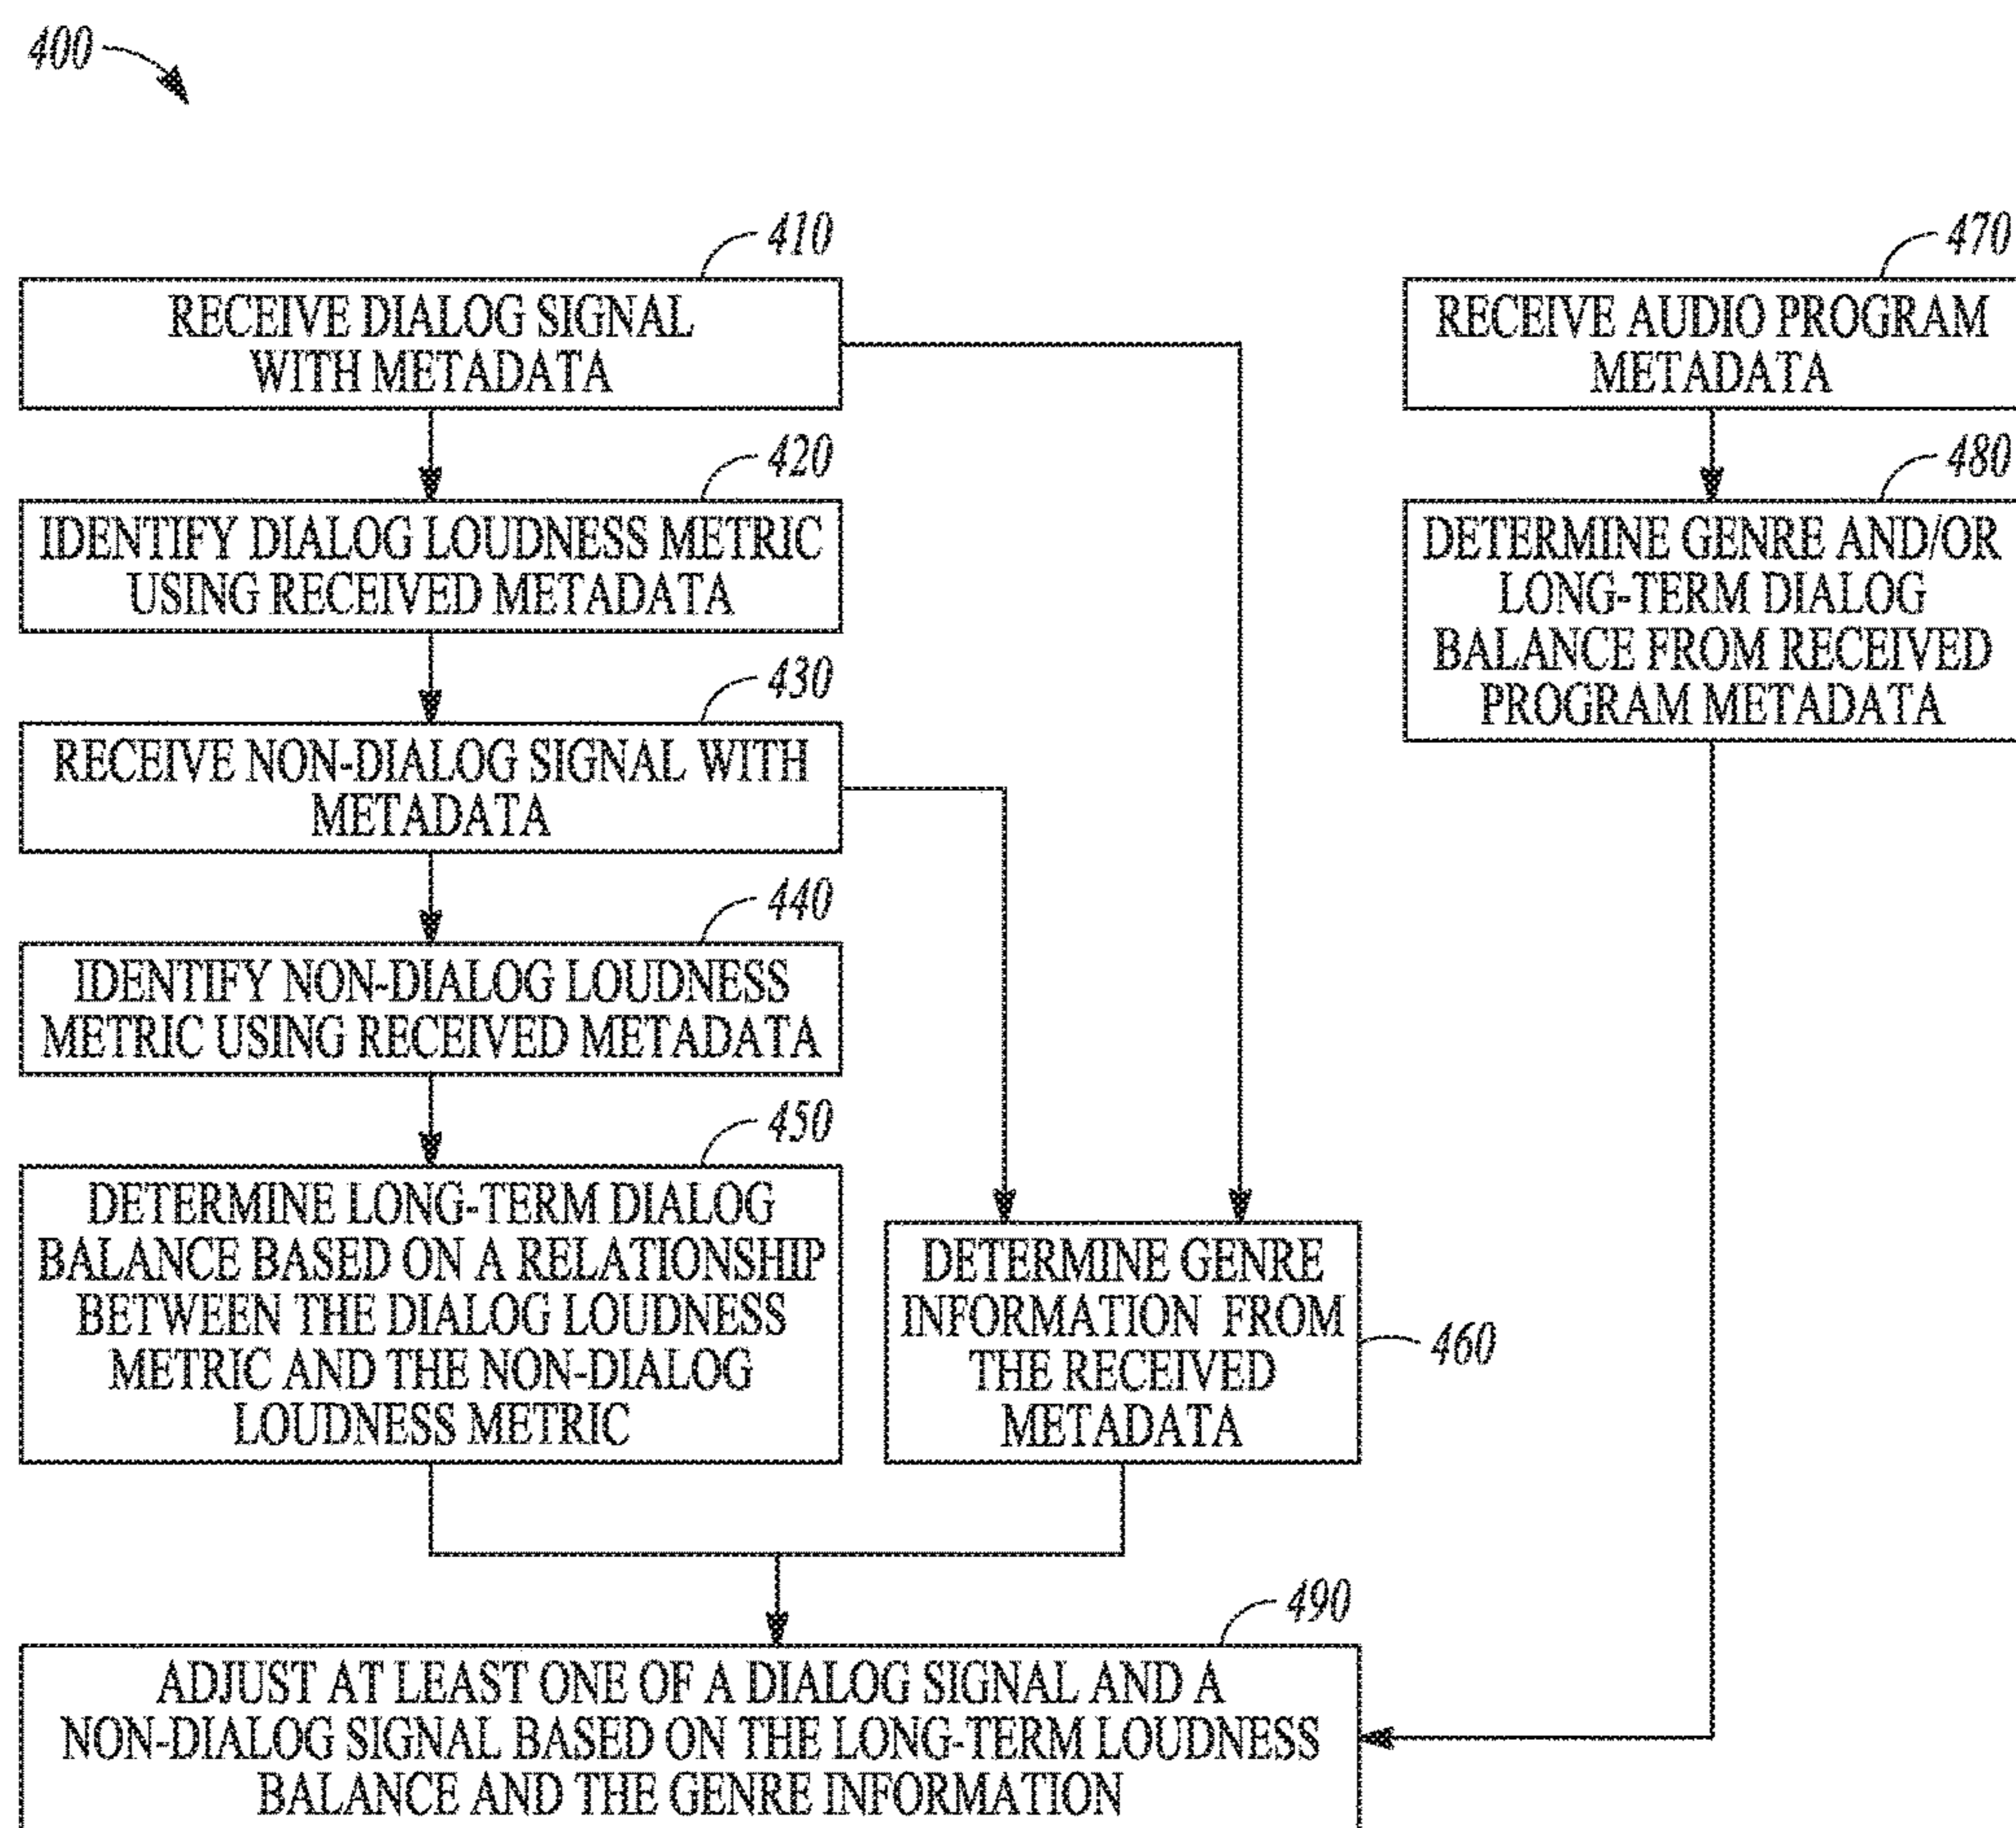 400
410
RECEIVE DIALOG SIGNAL
WITH METADATA
420
IDENTIFY DIALOG LOUDNESS METRIC
USING RECEIVED METADATA
430
RECEIVE NON-DIALOG SIGNAL WITH
METADATA
440
IDENTIFY NON-DIALOG LOUDNESS
METRIC USING RECEIVED METADATA
450
DETERMINE LONG-TERM DIALOG
BALANCE BASED ON A RELATIONSHIP
BETWEEN THE DIALOG LOUDNESS
METRIC AND THE NON-DIALOG
LOUDNESS METRIC
DETERMINE GENRE
INFORMATION FROM
THE RECEIVED
METADATA
460
470
RECEIVE AUDIO PROGRAM
METADATA
480
DETERMINE GENRE AND/OR
LONG-TERM DIALOG
BALANCE FROM RECEIVED
PROGRAM METADATA
490
ADJUST AT LEAST ONE OF A DIALOG SIGNAL AND A
NON-DIALOG SIGNAL BASED ON THE LONG-TERM LOUDNESS
BALANCE AND THE GENRE INFORMATION